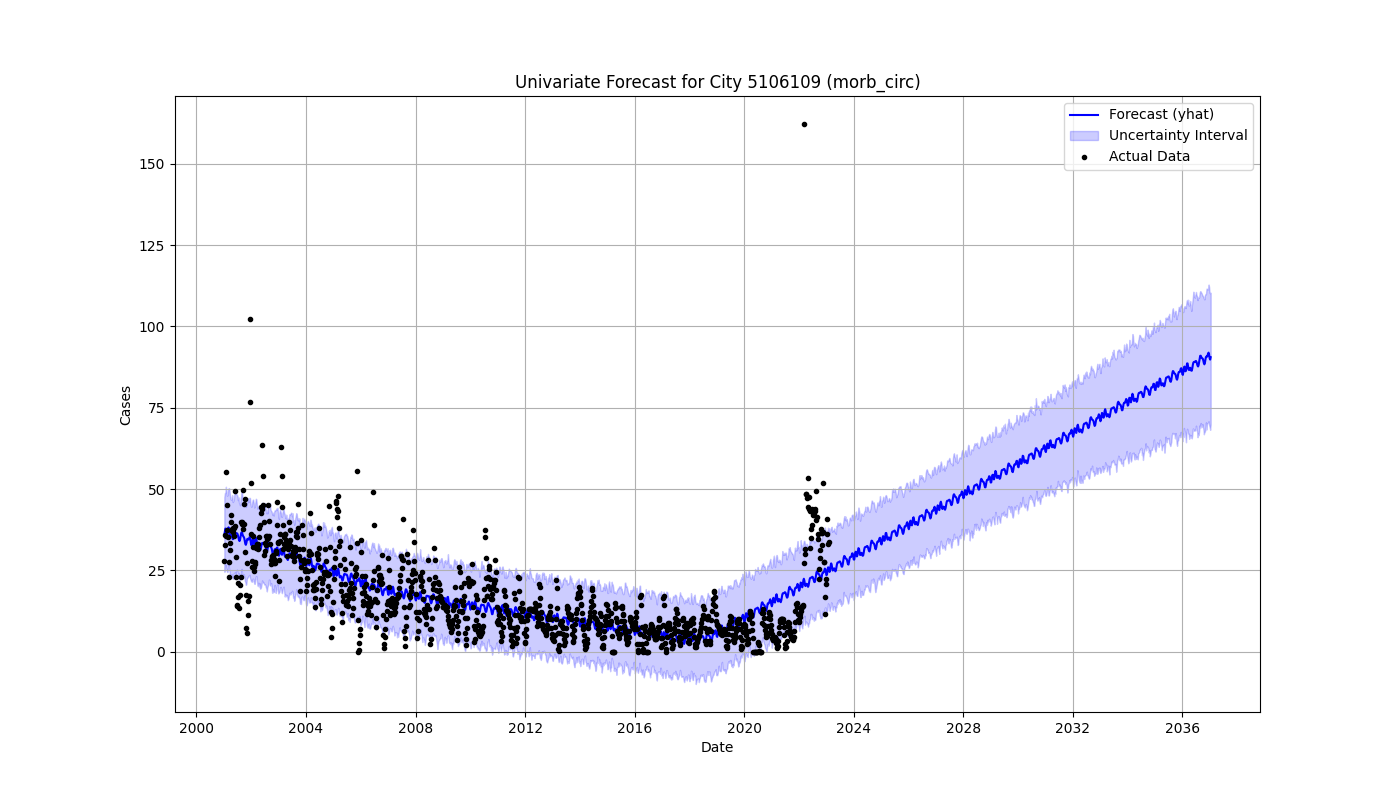 Univariate Forecast for City 5106109 (morb_circ)
Forecast (yhat)
Uncertainty Interval
Actual Data
150
125
100
75
50
25
0
Cases
2000 2004 2008 2012 2016 2020 2024 2028 2032 2036
Date